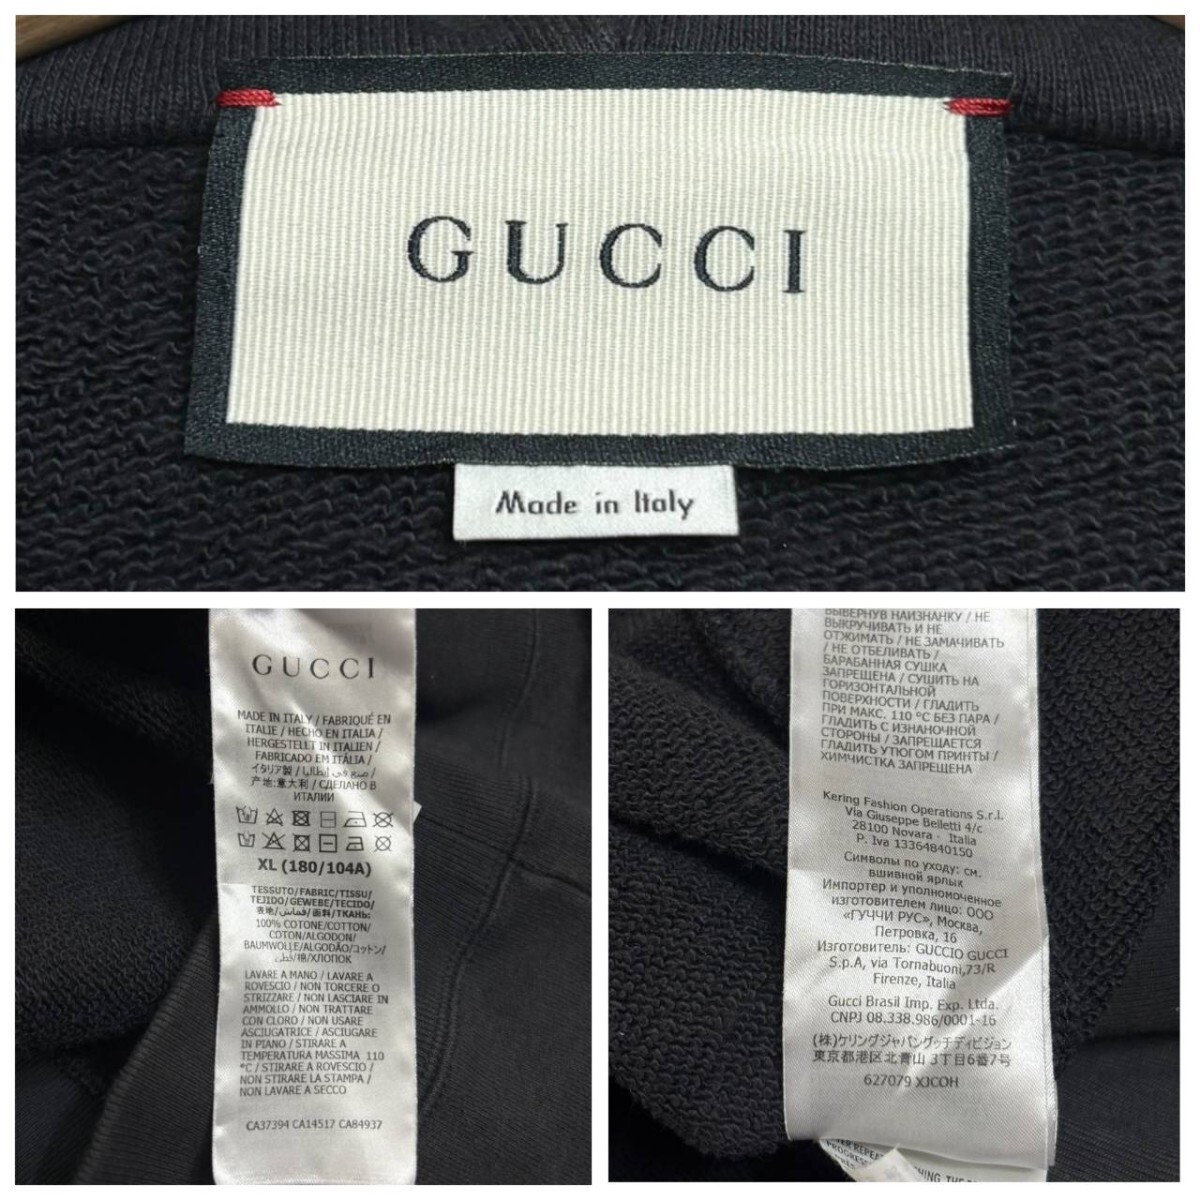 GUCCI
Made in Italy
GUCCI
MADE IN ITALY / FABRIQUÉ EN
ITALIE / HECHO EN ITALIA /
HERGESTELLT IN ITALIEN /
FABRICADO EM ITÁLIA /
イタリア製 / صنع في إيطاليا /
产地:意大利 / СДЕЛАНО В
ИТАЛИИ
XL (180/104A)
TESSUTO/FABRIC/TISSU/
TEJIDO/GEWEBE/TECIDO/
表地/قماش/面料/ТКАНЬ:
100% COTONE/COTTON/
COTON/ALGODON/
BAUMWOLLE/ALGODÃO/コットン/
قطن/棉/ХЛОПОК
LAVARE A MANO / LAVARE A
ROVESCIO / NON TORCERE O
STRIZZARE / NON LASCIARE IN
AMMOLLO / NON TRATTARE
CON CLORO / NON USARE
ASCIUGATRICE / ASCIUGARE
IN PIANO / STIRARE A
TEMPERATURA MASSIMA 110
°C / STIRARE A ROVESCIO /
NON STIRARE LA STAMPA /
NON LAVARE A SECCO
CA37394 CA14517 CA84937
ВЫВЕРНУВ НАИЗНАНКУ / НЕ
ВЫКРУЧИВАТЬ И НЕ
ОТЖИМАТЬ / НЕ ЗАМАЧИВАТЬ
/ НЕ ОТБЕЛИВАТЬ /
БАРАБАННАЯ СУШКА
ЗАПРЕЩЕНА / СУШИТЬ НА
ГОРИЗОНТАЛЬНОЙ
ПОВЕРХНОСТИ / ГЛАДИТЬ
ПРИ МАКС. 110 °C БЕЗ ПАРА /
ГЛАДИТЬ С ИЗНАНОЧНОЙ
СТОРОНЫ / ЗАПРЕЩАЕТСЯ
ГЛАДИТЬ УТЮГОМ ПРИНТЫ /
ХИМЧИСТКА ЗАПРЕЩЕНА
Kering Fashion Operations S.r.l.
Via Giuseppe Belletti 4/c
28100 Novara - Italia
P. Iva 13364840150
Символы по уходу: см.
вшивной ярлык
Импортер и уполномоченное
изготовителем лицо: ООО
«ГУЧЧИ РУС», Москва,
Петровка, 16
Изготовитель: GUCCIO GUCCI
S.p.A, via Tornabuoni,73/R
Firenze, Italia
Gucci Brasil Imp. Exp. Ltda.
CNPJ 08.338.986/0001-16
(株)ケリングジャパングッチディビジョン
東京都港区北青山 3丁目6番7号
627079 XJCOH